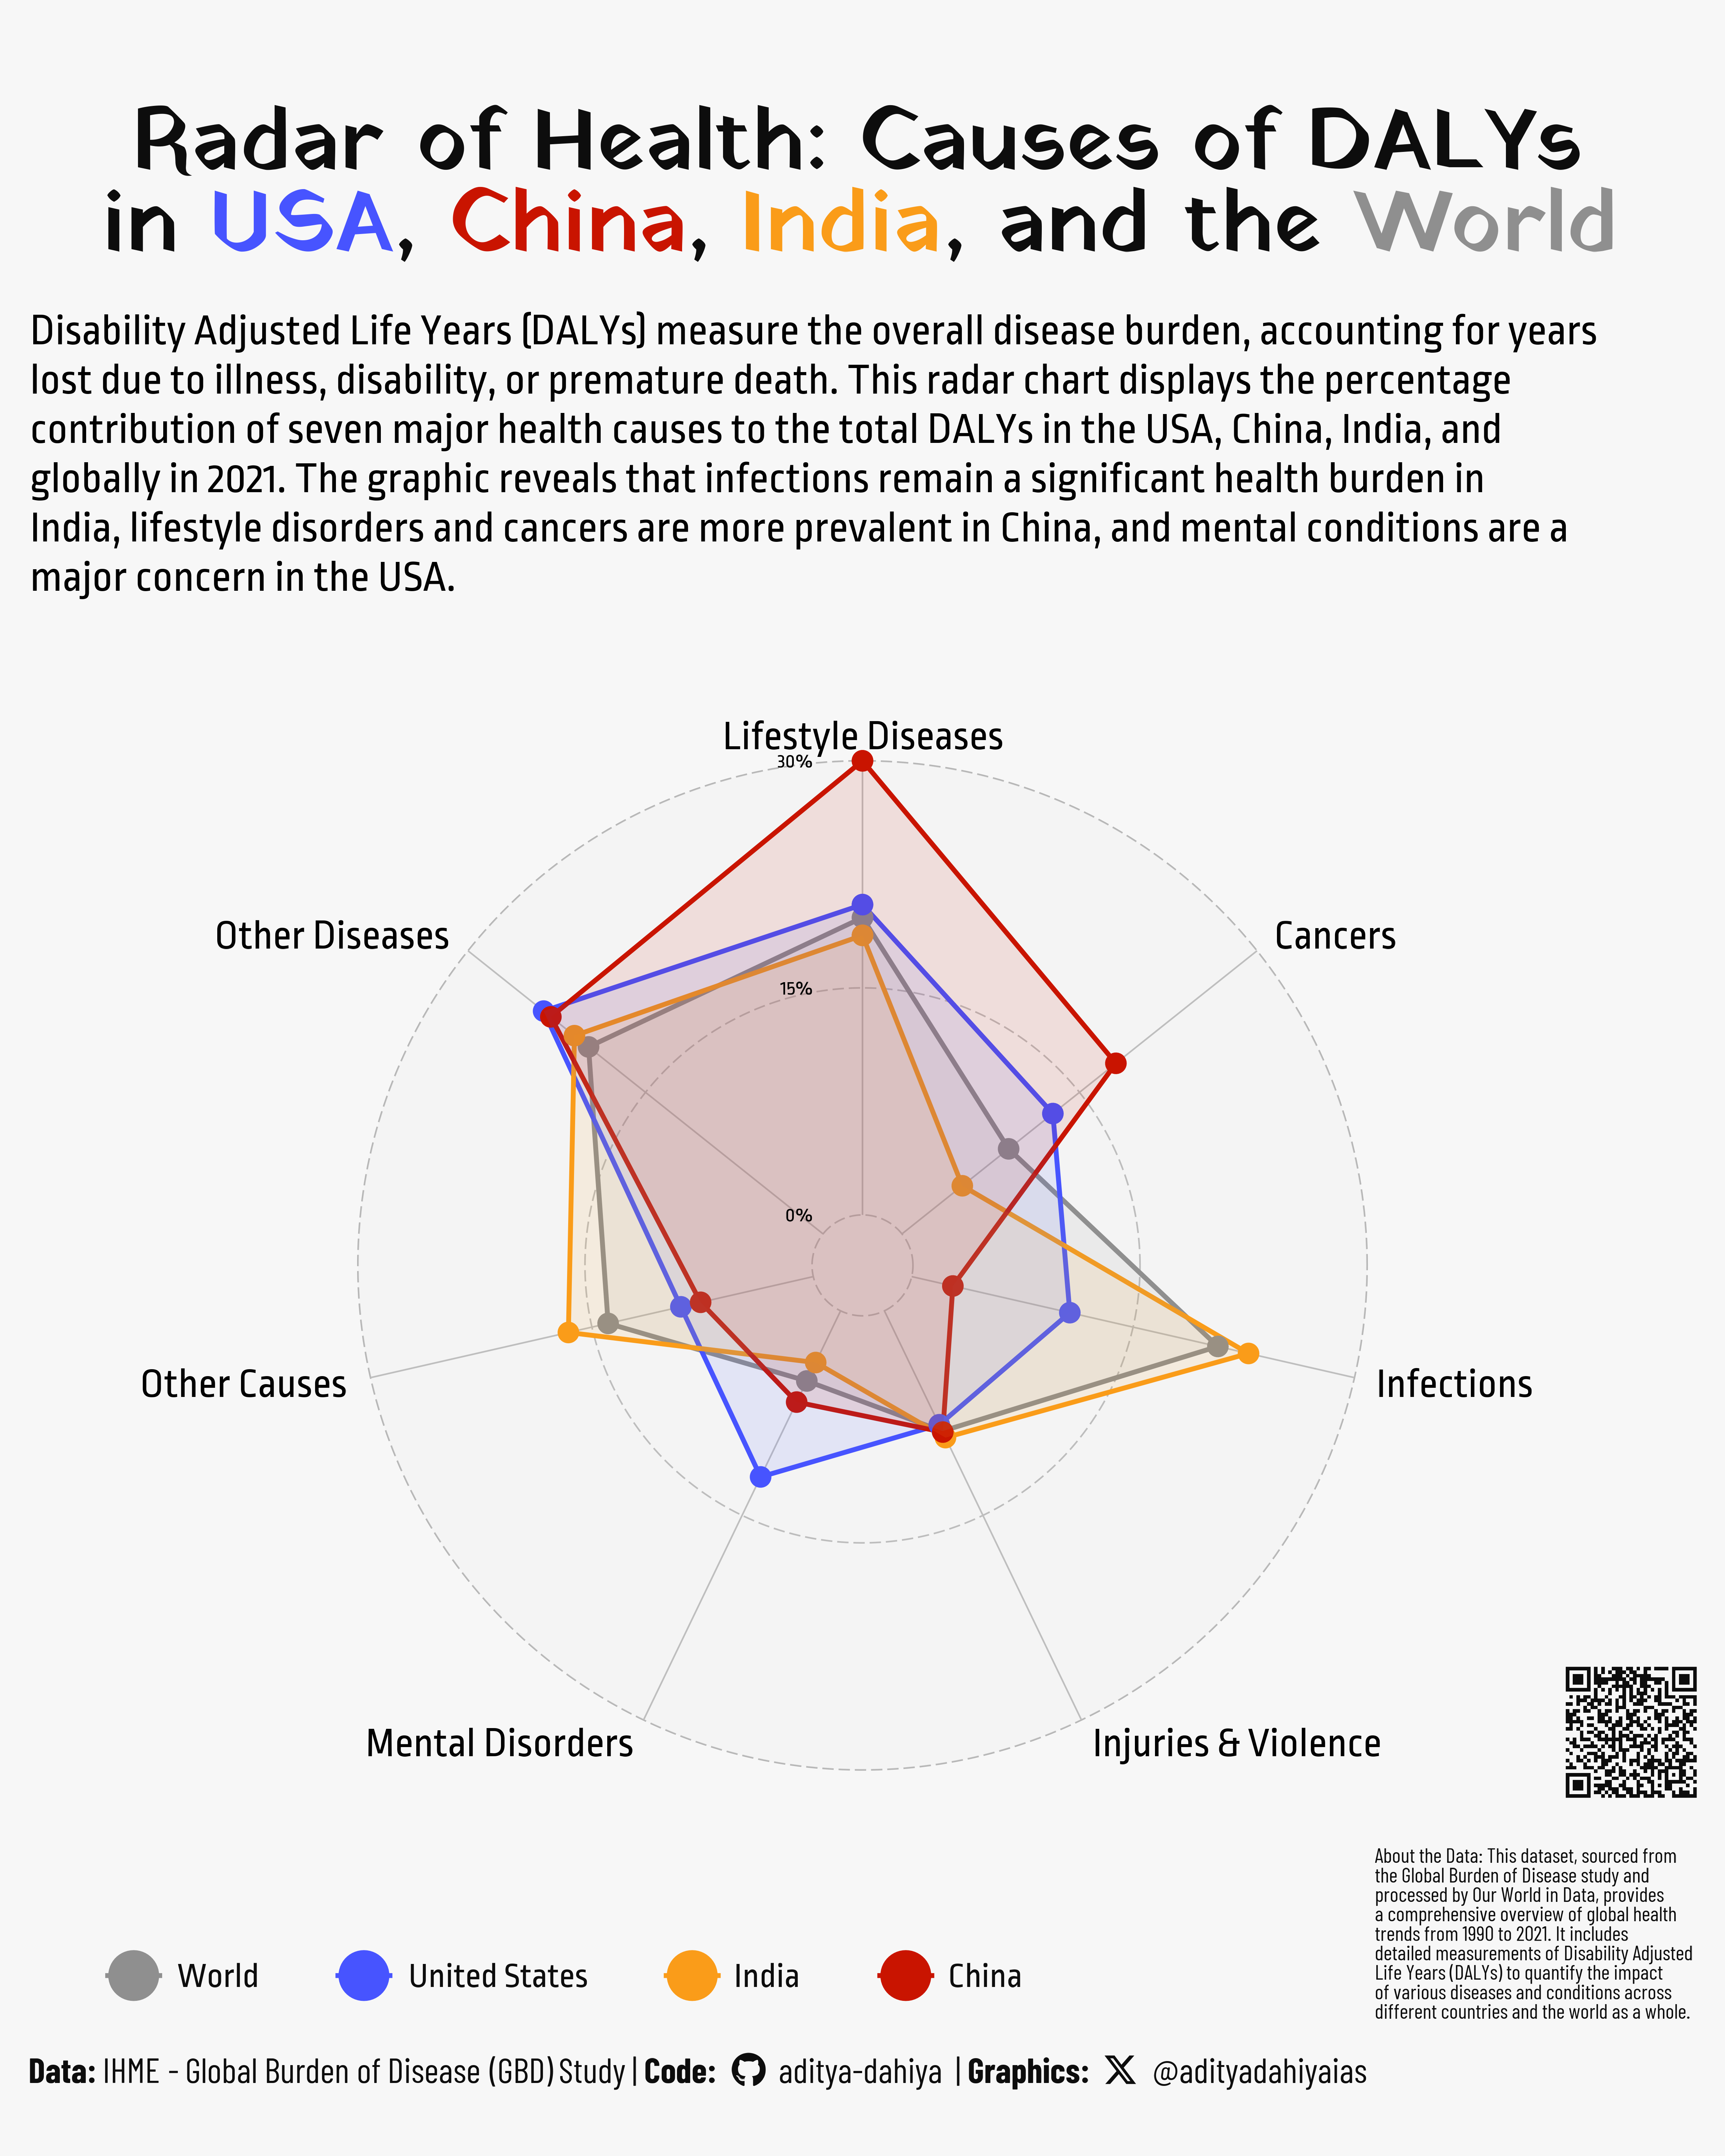 Radar of Health: Causes of DALYs
in USA, China, India, and the World
Disability Adjusted Life Years (DALYs) measure the overall disease burden, accounting for years
lost due to illness, disability, or premature death. This radar chart displays the percentage
contribution of seven major health causes to the total DALYs in the USA, China, India, and
globally in 2021. The graphic reveals that infections remain a significant health burden in
India, lifestyle disorders and cancers are more prevalent in China, and mental conditions are a
major concern in the USA.
Lifestyle Diseases
30%
Other Diseases
Cancers
15%
0%
Other Causes
Infections
Mental Disorders
Injuries & Violence
About the Data: This dataset, sourced from
the Global Burden of Disease study and
processed by Our World in Data, provides
a comprehensive overview of global health
trends from 1990 to 2021. It includes
detailed measurements of Disability Adjusted
Life Years (DALYs) to quantify the impact
of various diseases and conditions across
different countries and the world as a whole.
World
United States
India
China
Data: IHME - Global Burden of Disease (GBD) Study | Code: aditya-dahiya | Graphics: @adityadahiyaias